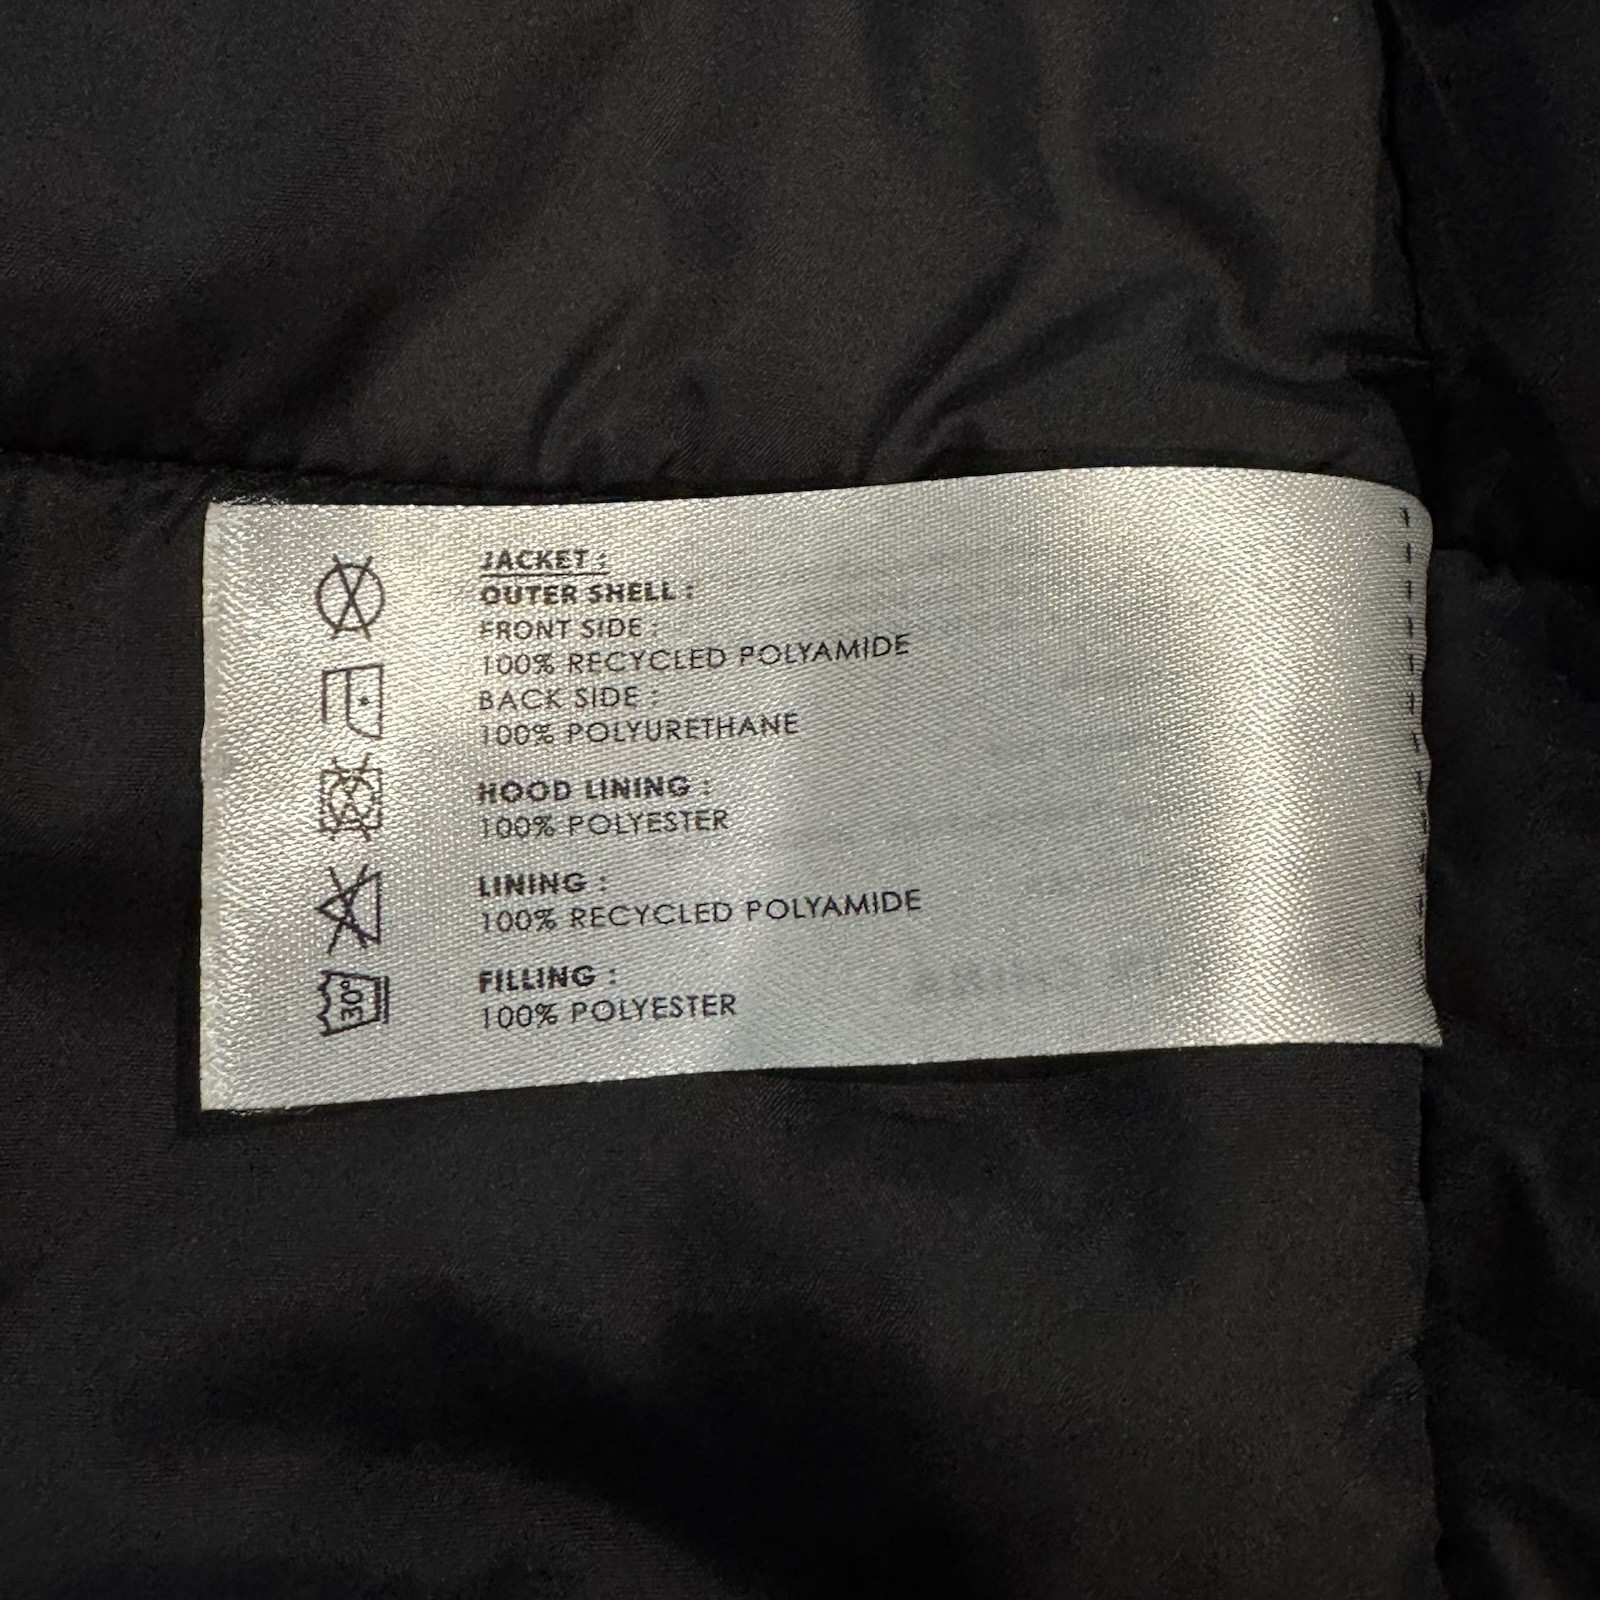 JACKET :
OUTER SHELL :
FRONT SIDE :
100% RECYCLED POLYAMIDE
BACK SIDE :
100% POLYURETHANE
HOOD LINING :
100% POLYESTER
LINING :
100% RECYCLED POLYAMIDE
FILLING :
100% POLYESTER
30°